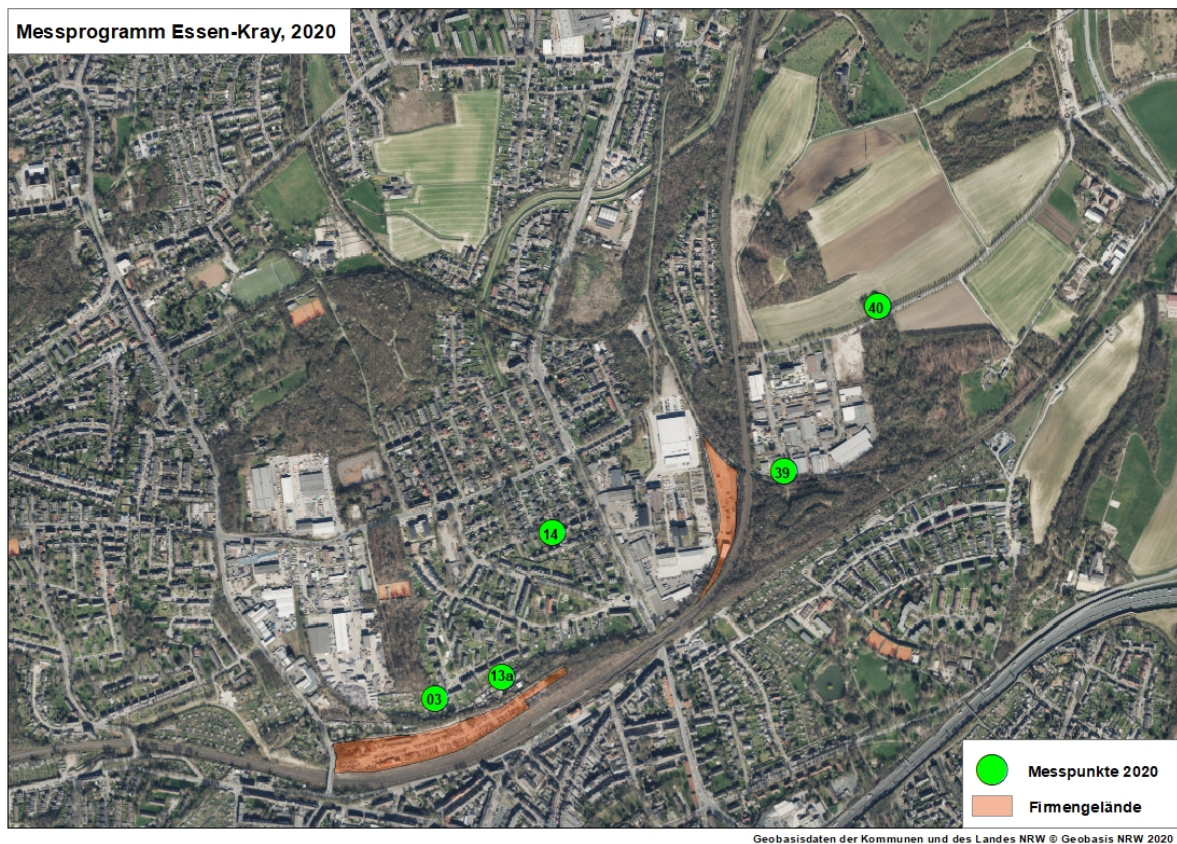 Messprogramm Essen-Kray, 2020
40
39
14
13a
03
Messpunkte 2020
Firmengelände
Geobasisdaten der Kommunen und des Landes NRW © Geobasis NRW 2020